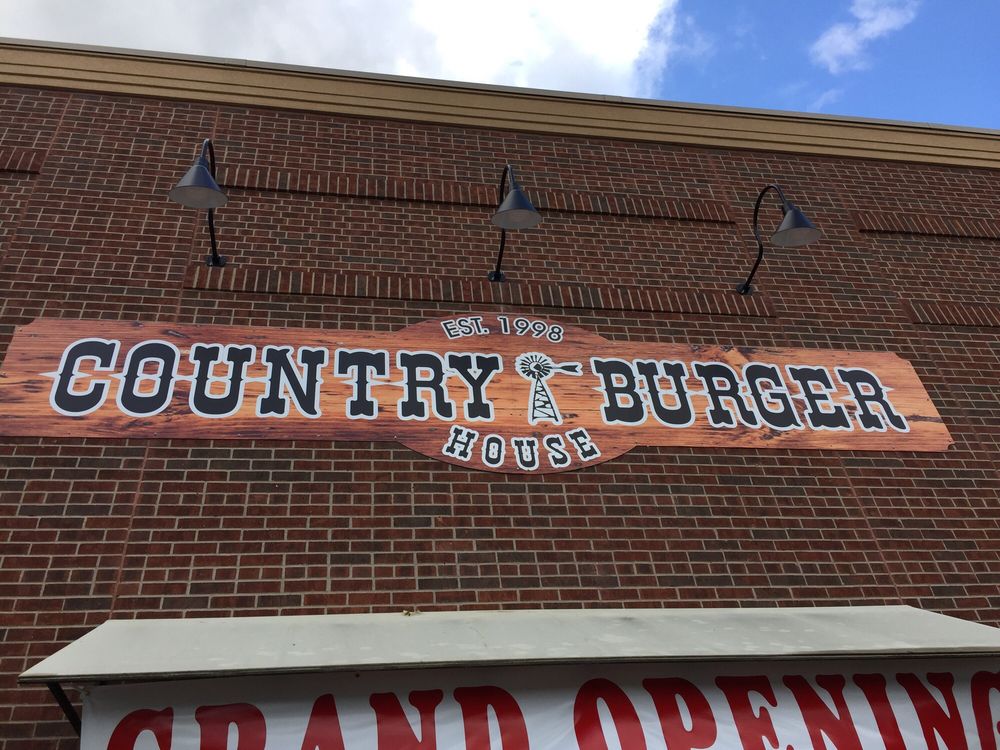 EST. 1998
COUNTRY BURGER
HOUSE
GRAND OPENING